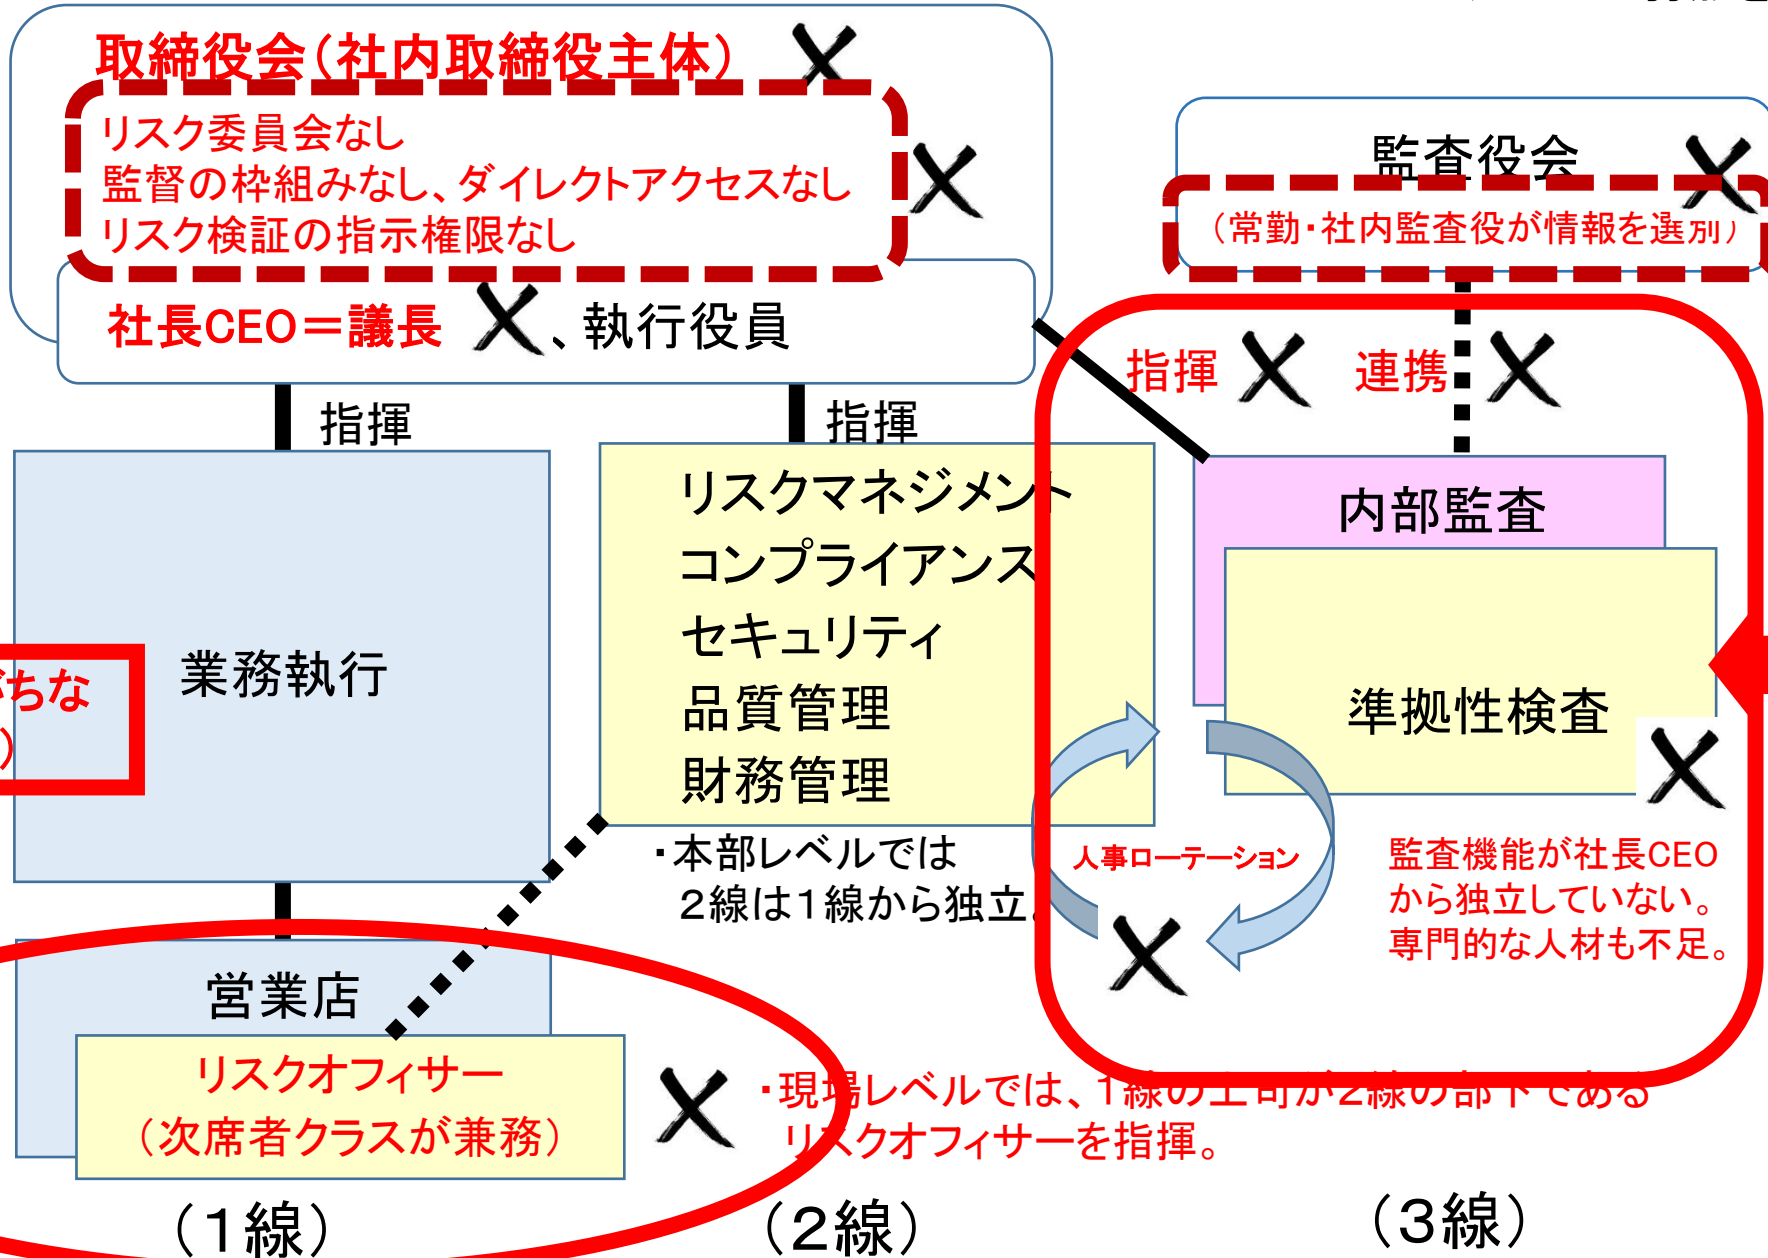 取締役会（社内取締役主体）
リスク委員会なし
監督の枠組みなし、ダイレクトアクセスなし
リスク検証の指示権限なし
社長CEO＝議長 、執行役員
監査役会
（常勤・社内監査役が情報を選別）
指揮
連携
指揮
指揮
業務執行
がちな
）
リスクマネジメント
コンプライアンス
セキュリティ
品質管理
財務管理
・本部レベルでは
２線は１線から独立。
内部監査
準拠性検査
人事ローテーション
監査機能が社長CEO
から独立していない。
専門的な人材も不足。
営業店
リスクオフィサー
（次席者クラスが兼務）
・現場レベルでは、１線の上司が２線の部下である
リスクオフィサーを指揮。
（１線）
（２線）
（３線）